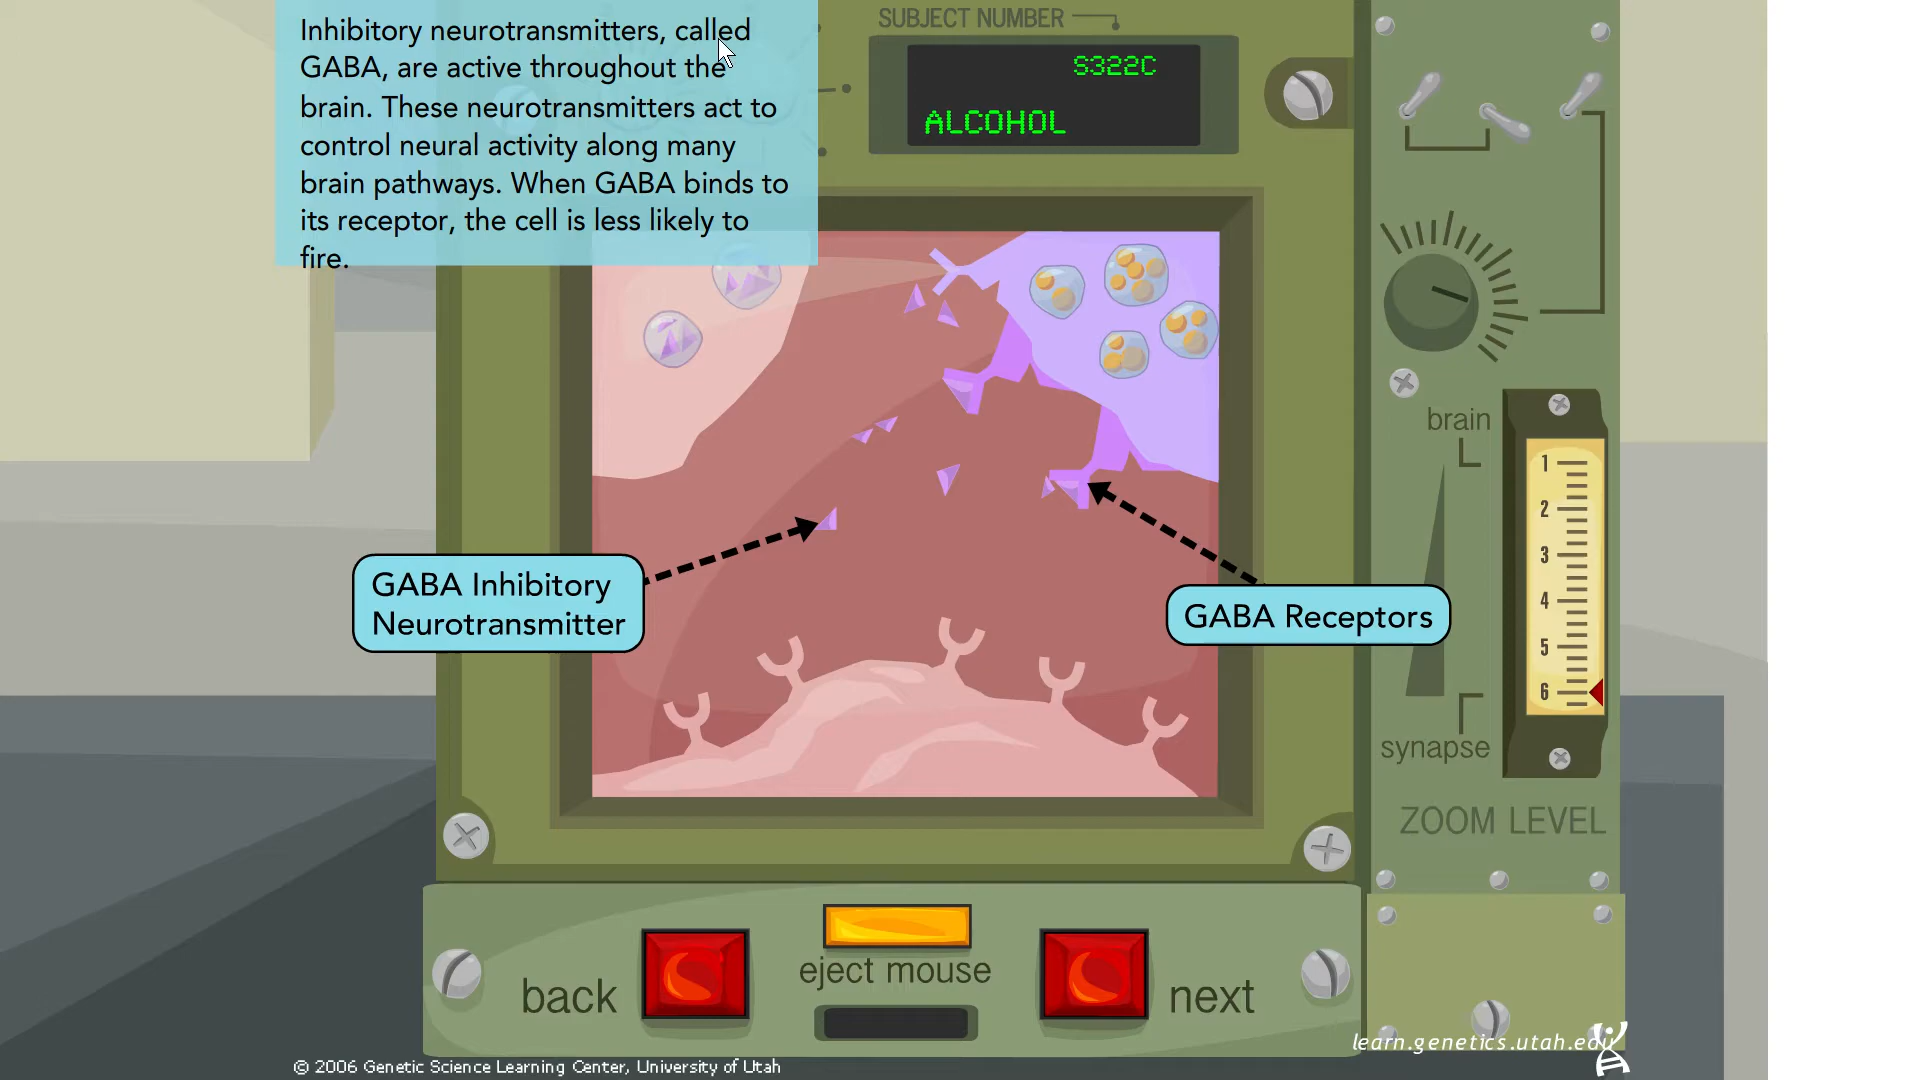 Inhibitory neurotransmitters, called
GABA, are active throughout the
brain. These neurotransmitters act to
control neural activity along many
brain pathways. When GABA binds to
its receptor, the cell is less likely to
fire.
SUBJECT NUMBER
S322C
ALCOHOL
GABA Inhibitory
Neurotransmitter
GABA Receptors
brain
1
2
3
4
5
6
synapse
ZOOM LEVEL
back
eject mouse
next
learn.genetics.utah.edu
© 2006 Genetic Science Learning Center, University of Utah